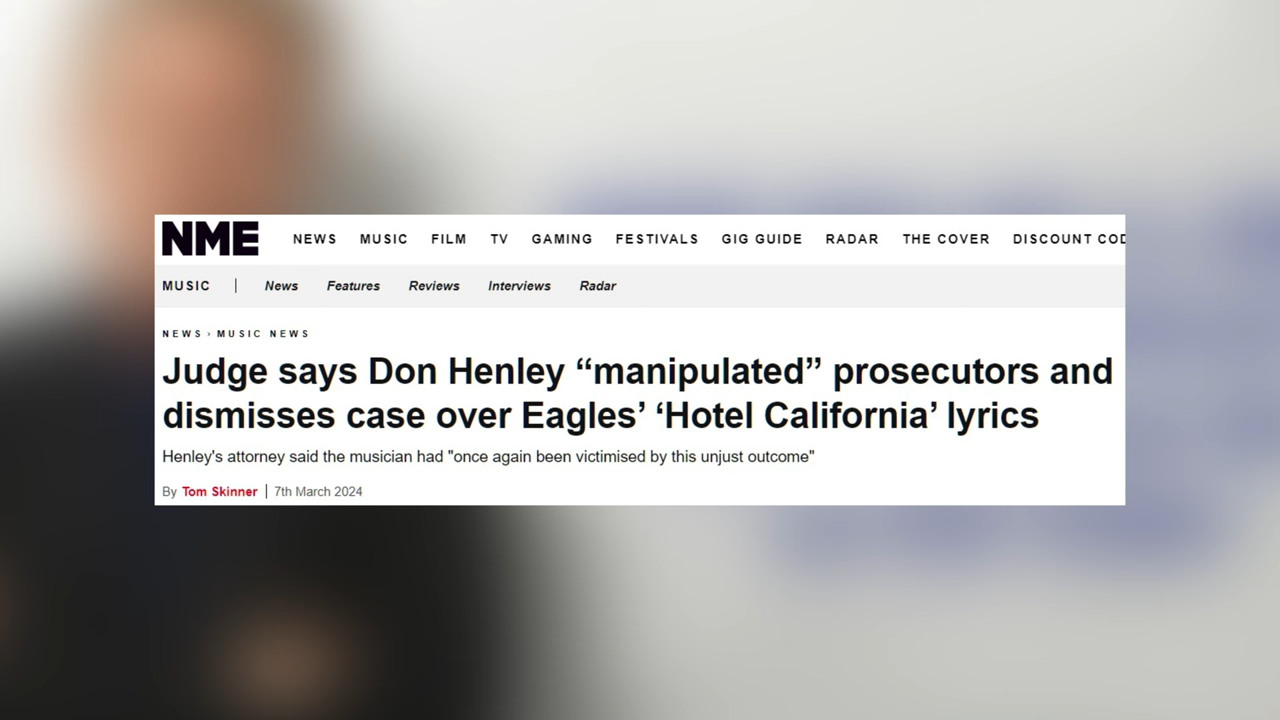 NME NEWS MUSIC FILM TV GAMING FESTIVALS GIG GUIDE RADAR THE COVER DISCOUNT COD
MUSIC | News Features Reviews Interviews Radar
NEWS › MUSIC NEWS
Judge says Don Henley “manipulated” prosecutors and
dismisses case over Eagles’ ‘Hotel California’ lyrics
Henley's attorney said the musician had "once again been victimised by this unjust outcome"
By Tom Skinner | 7th March 2024